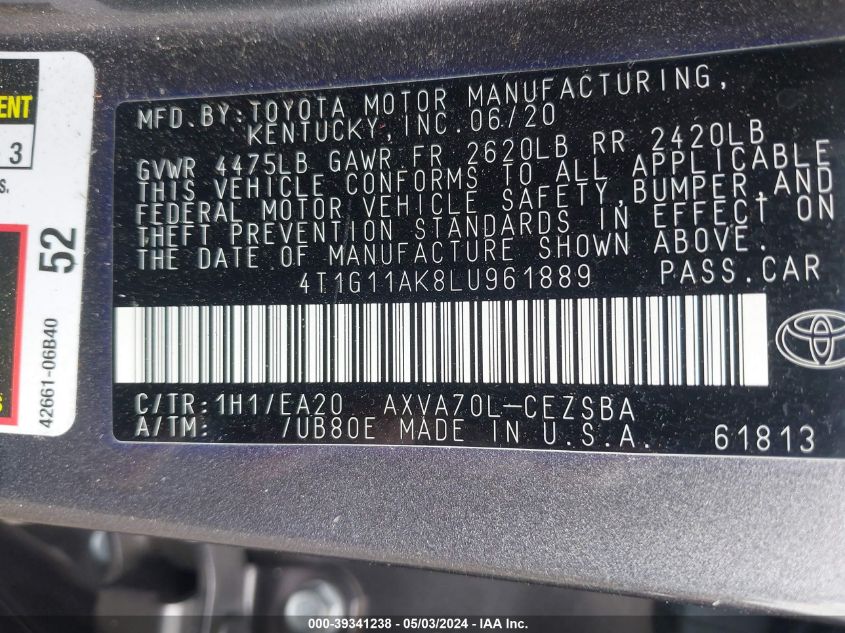 MFD.BY:TOYOTA MOTOR MANUFACTURING,
KENTUCKY, INC.06/20
GVWR 4475LB GAWR FR 2620LB RR 2420LB
THIS VEHICLE CONFORMS TO ALL APPLICABLE
FEDERAL MOTOR VEHICLE SAFETY,BUMPER,AND
THEFT PREVENTION STANDARDS IN EFFECT ON
THE DATE OF MANUFACTURE SHOWN ABOVE.
4T1G11AK8LU961889 PASS.CAR
C/TR:1H1/EA20 AXVA70L-CEZSBA
A/TM: /UB80E MADE IN U.S.A. 61813
3
52
42661-06B40
000-39341238 - 05/03/2024 - IAAI.com